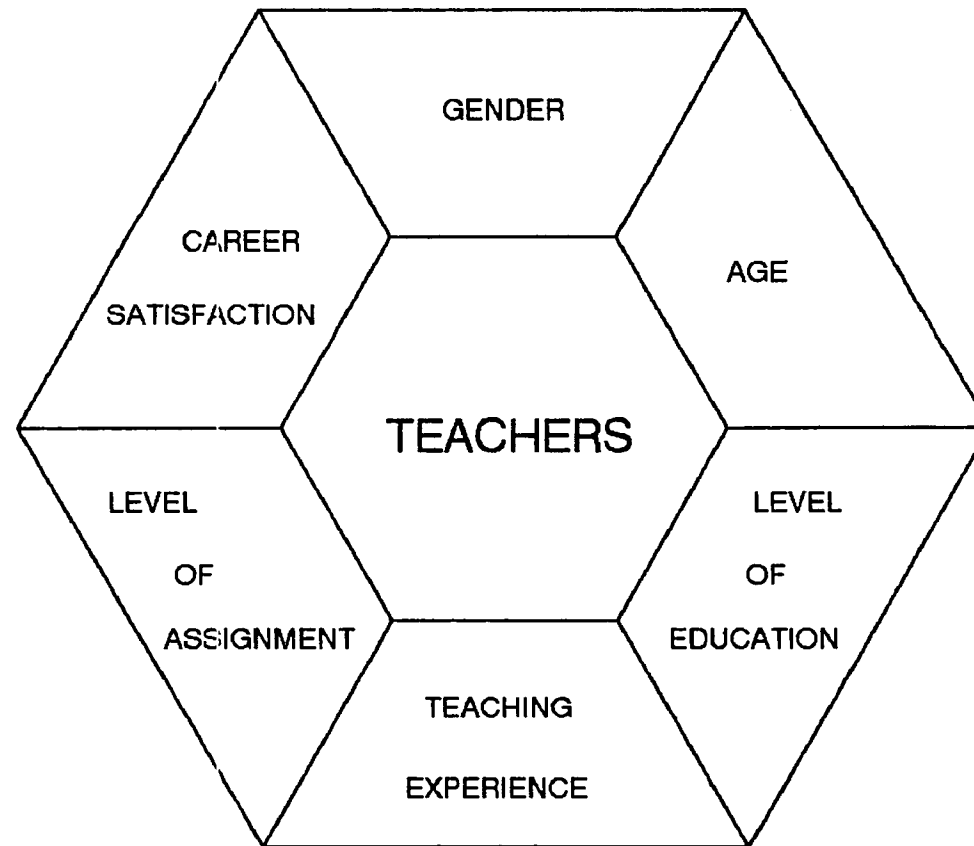 GENDER
CAREER
SATISFACTION
AGE
TEACHERS
LEVEL
OF
ASSIGNMENT
LEVEL
OF
EDUCATION
TEACHING
EXPERIENCE